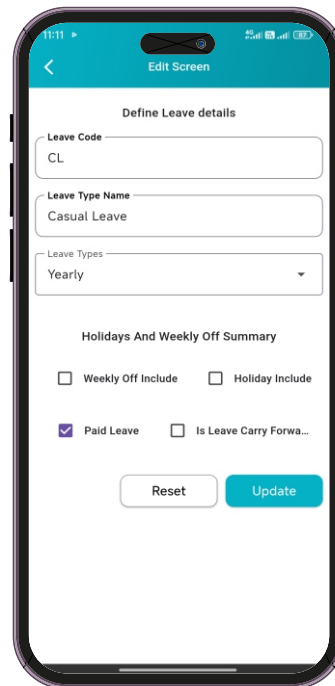 11:11
87
Edit Screen
Define Leave details
Leave Code
CL
Leave Type Name
Casual Leave
Leave Types
Yearly
Holidays And Weekly Off Summary
Weekly Off Include Holiday Include
Paid Leave Is Leave Carry Forwa...
Reset Update